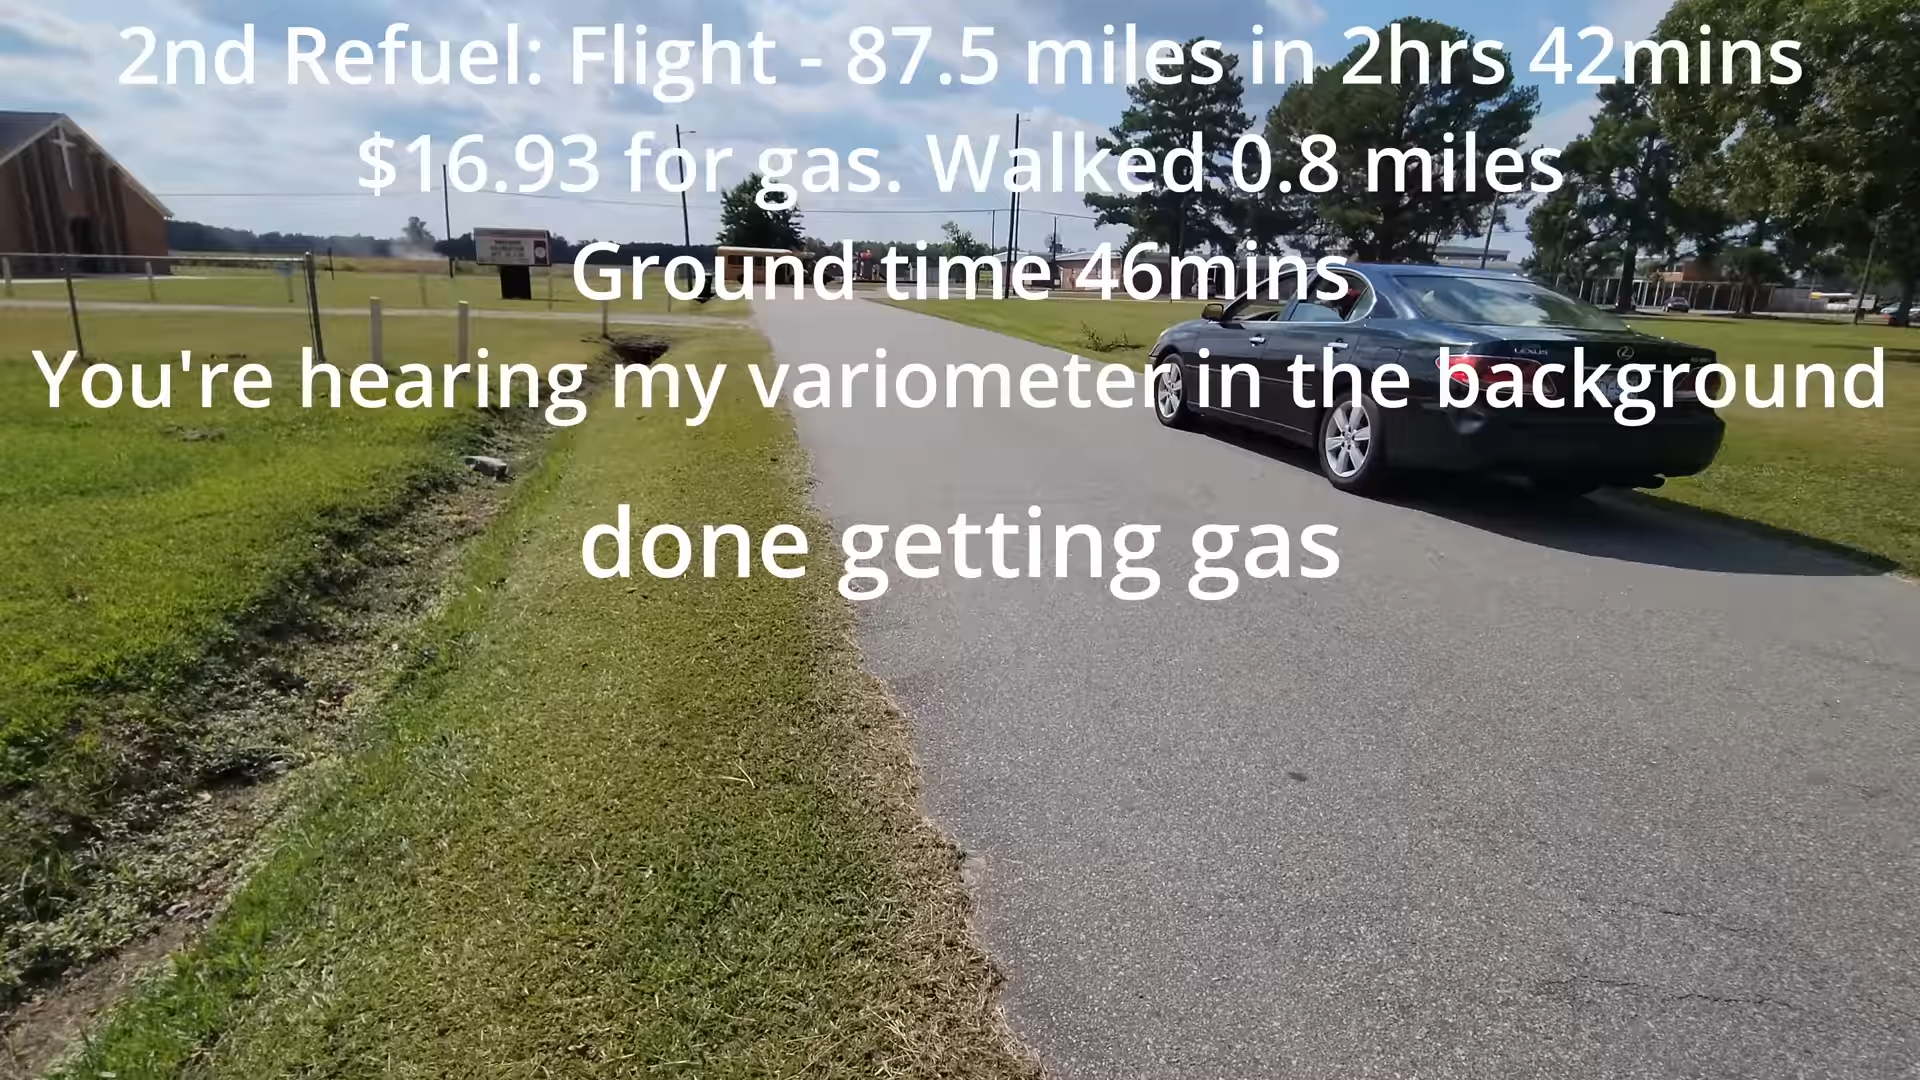 2nd Refuel: Flight - 87.5 miles in 2hrs 42mins
$16.93 for gas. Walked 0.8 miles
Ground time 46mins
You're hearing my variometer in the background
done getting gas
LEXUS